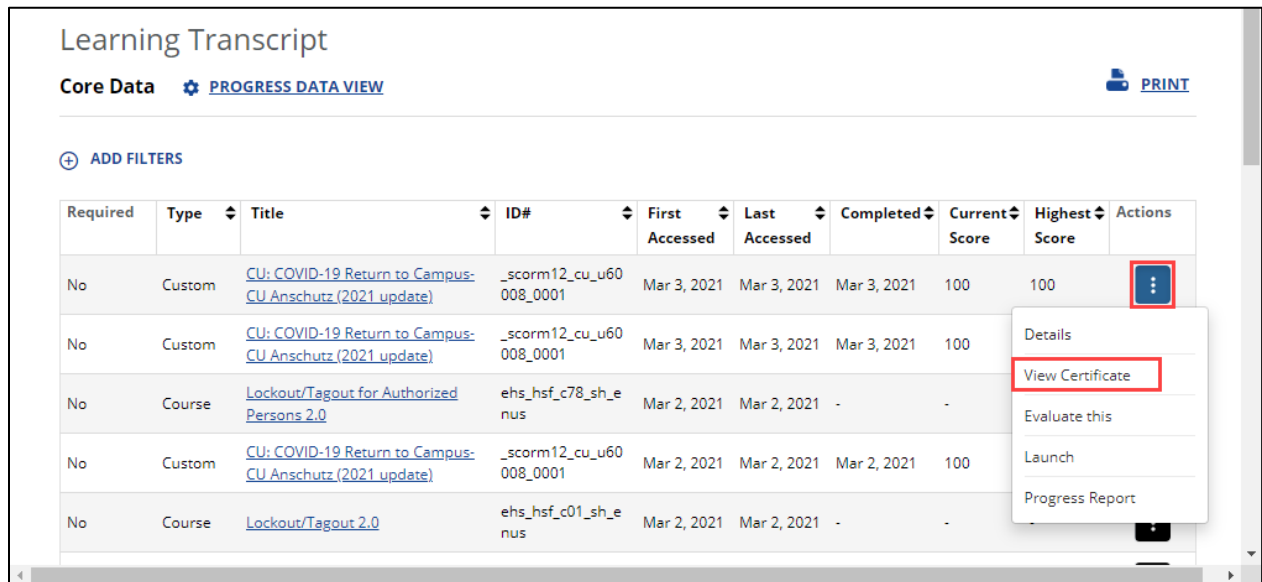 Learning Transcript
Core Data PROGRESS DATA VIEW PRINT
ADD FILTERS
Required Type Title ID# First Last Completed Current Highest Actions
Accessed Accessed Score Score
CU: COVID-19 Return to Campus- _scorm12_cu_u60
No Custom Mar 3, 2021 Mar 3, 2021 Mar 3, 2021 100 100
CU Anschutz (2021 update) 008_0001
Details
CU: COVID-19 Return to Campus- _scorm12_cu_u60
No Custom Mar 3, 2021 Mar 3, 2021 Mar 3, 2021 100
CU Anschutz (2021 update) 008_0001
View Certificate
Lockout/Tagout for Authorized ehs_hsf_c78_sh_e
No Course Mar 2, 2021 Mar 2, 2021 - -
Persons 2.0 nus
Evaluate this
CU: COVID-19 Return to Campus- _scorm12_cu_u60
No Custom Mar 2, 2021 Mar 2, 2021 Mar 2, 2021 100
Launch
CU Anschutz (2021 update) 008_0001
Progress Report
ehs_hsf_c01_sh_e
No Course Lockout/Tagout 2.0 Mar 2, 2021 Mar 2, 2021 - - -
nus